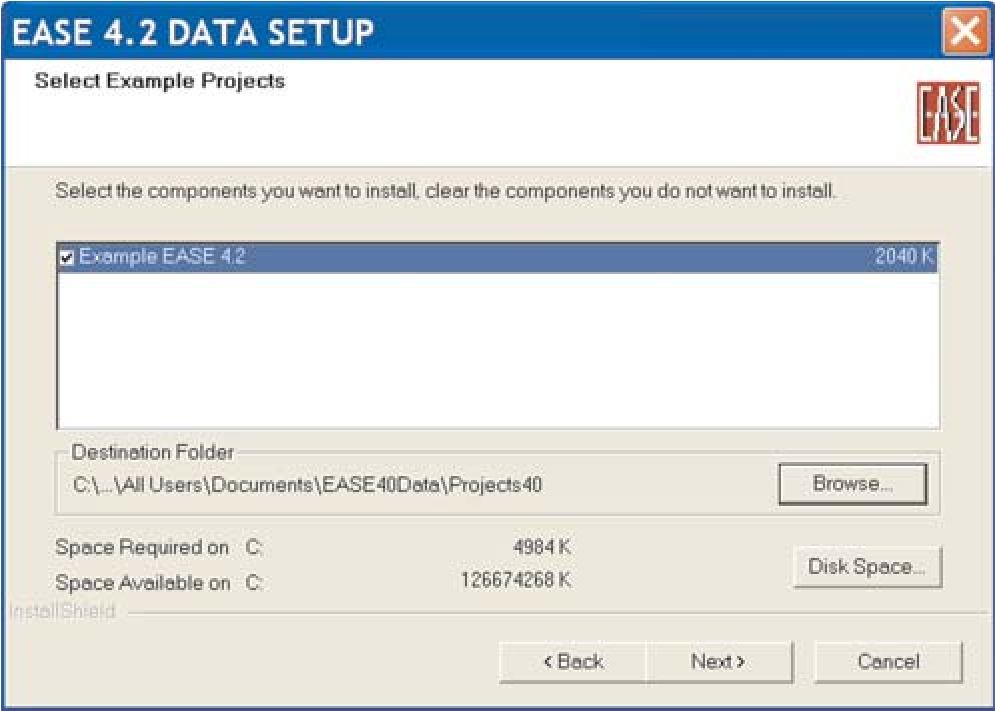 EASE 4.2 DATA SETUP
Select Example Projects
EASE
Select the components you want to install, clear the components you do not want to install.
Example EASE 4.2 2040 K
Destination Folder
C:\...\All Users\Documents\EASE40Data\Projects40
Browse...
Space Required on C: 4984 K
Space Available on C: 126674268 K
Disk Space...
InstallShield
< Back Next > Cancel